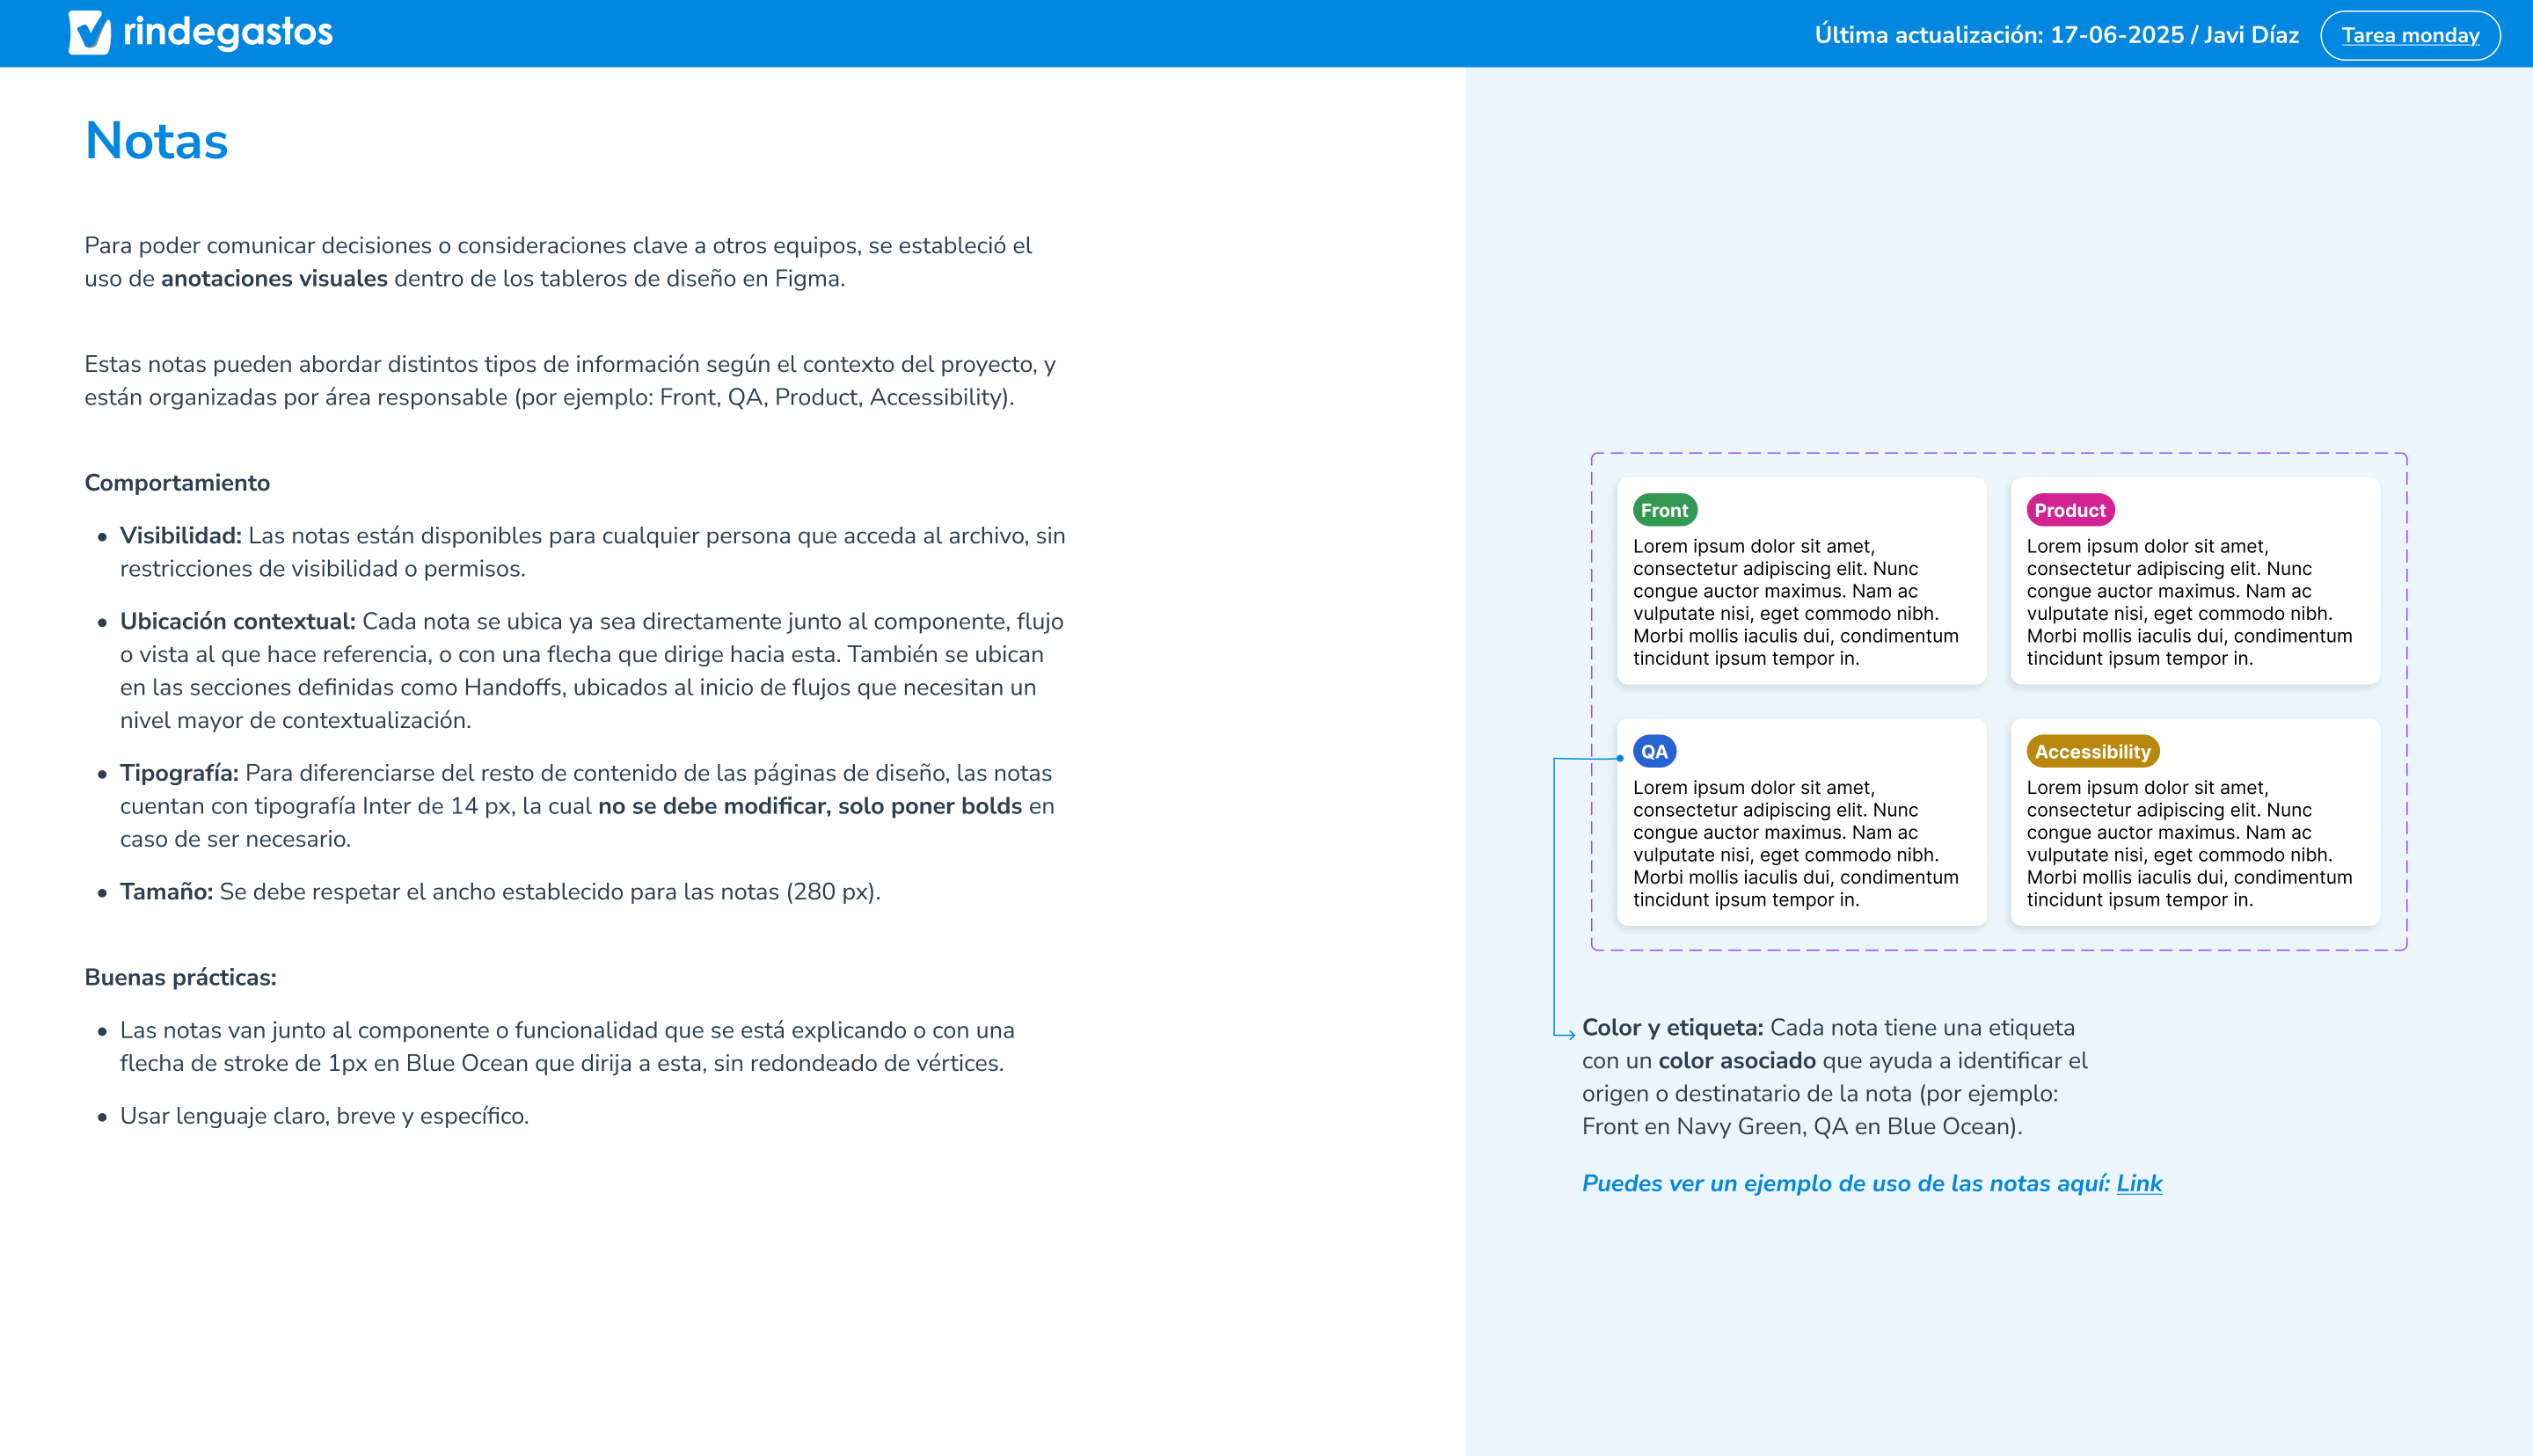 rindegastos
Última actualización: 17-06-2025 / Javi Díaz
Tarea monday
Notas
Para poder comunicar decisiones o consideraciones clave a otros equipos, se estableció el
uso de anotaciones visuales dentro de los tableros de diseño en Figma.
Estas notas pueden abordar distintos tipos de información según el contexto del proyecto, y
están organizadas por área responsable (por ejemplo: Front, QA, Product, Accessibility).
Comportamiento
• Visibilidad: Las notas están disponibles para cualquier persona que acceda al archivo, sin
restricciones de visibilidad o permisos.
• Ubicación contextual: Cada nota se ubica ya sea directamente junto al componente, flujo
o vista al que hace referencia, o con una flecha que dirige hacia esta. También se ubican
en las secciones definidas como Handoffs, ubicados al inicio de flujos que necesitan un
nivel mayor de contextualización.
• Tipografía: Para diferenciarse del resto de contenido de las páginas de diseño, las notas
cuentan con tipografía Inter de 14 px, la cual no se debe modificar, solo poner bolds en
caso de ser necesario.
• Tamaño: Se debe respetar el ancho establecido para las notas (280 px).
Buenas prácticas:
• Las notas van junto al componente o funcionalidad que se está explicando o con una
flecha de stroke de 1px en Blue Ocean que dirija a esta, sin redondeado de vértices.
• Usar lenguaje claro, breve y específico.
Front
Lorem ipsum dolor sit amet,
consectetur adipiscing elit. Nunc
congue auctor maximus. Nam ac
vulputate nisi, eget commodo nibh.
Morbi mollis iaculis dui, condimentum
tincidunt ipsum tempor in.
Product
Lorem ipsum dolor sit amet,
consectetur adipiscing elit. Nunc
congue auctor maximus. Nam ac
vulputate nisi, eget commodo nibh.
Morbi mollis iaculis dui, condimentum
tincidunt ipsum tempor in.
QA
Lorem ipsum dolor sit amet,
consectetur adipiscing elit. Nunc
congue auctor maximus. Nam ac
vulputate nisi, eget commodo nibh.
Morbi mollis iaculis dui, condimentum
tincidunt ipsum tempor in.
Accessibility
Lorem ipsum dolor sit amet,
consectetur adipiscing elit. Nunc
congue auctor maximus. Nam ac
vulputate nisi, eget commodo nibh.
Morbi mollis iaculis dui, condimentum
tincidunt ipsum tempor in.
Color y etiqueta: Cada nota tiene una etiqueta
con un color asociado que ayuda a identificar el
origen o destinatario de la nota (por ejemplo:
Front en Navy Green, QA en Blue Ocean).
Puedes ver un ejemplo de uso de las notas aquí: Link